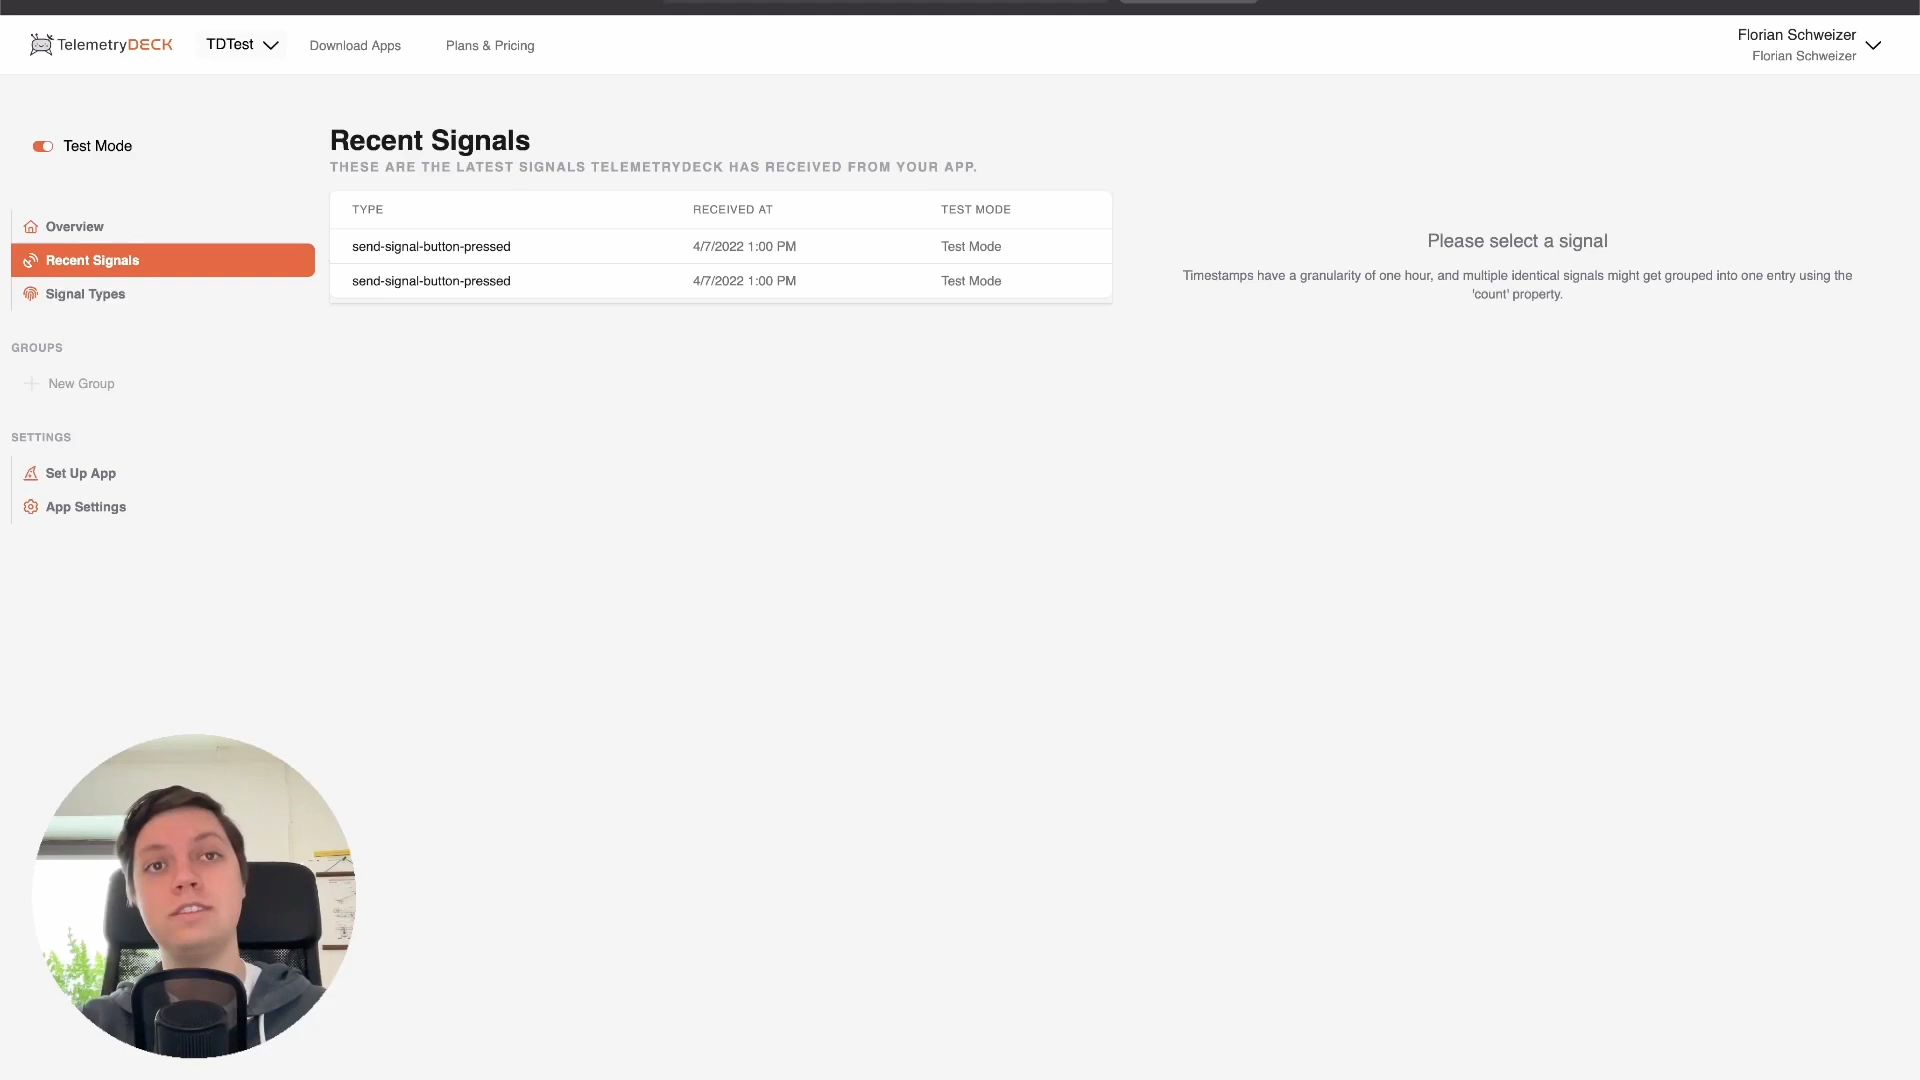 TelemetryDECK
TDTest
Download Apps
Plans & Pricing
Florian Schweizer
Florian Schweizer
Test Mode
Overview
Recent Signals
Signal Types
GROUPS
New Group
SETTINGS
Set Up App
App Settings
Recent Signals
THESE ARE THE LATEST SIGNALS TELEMETRYDECK HAS RECEIVED FROM YOUR APP.
TYPE RECEIVED AT TEST MODE
send-signal-button-pressed 4/7/2022 1:00 PM Test Mode
send-signal-button-pressed 4/7/2022 1:00 PM Test Mode
Please select a signal
Timestamps have a granularity of one hour, and multiple identical signals might get grouped into one entry using the
'count' property.